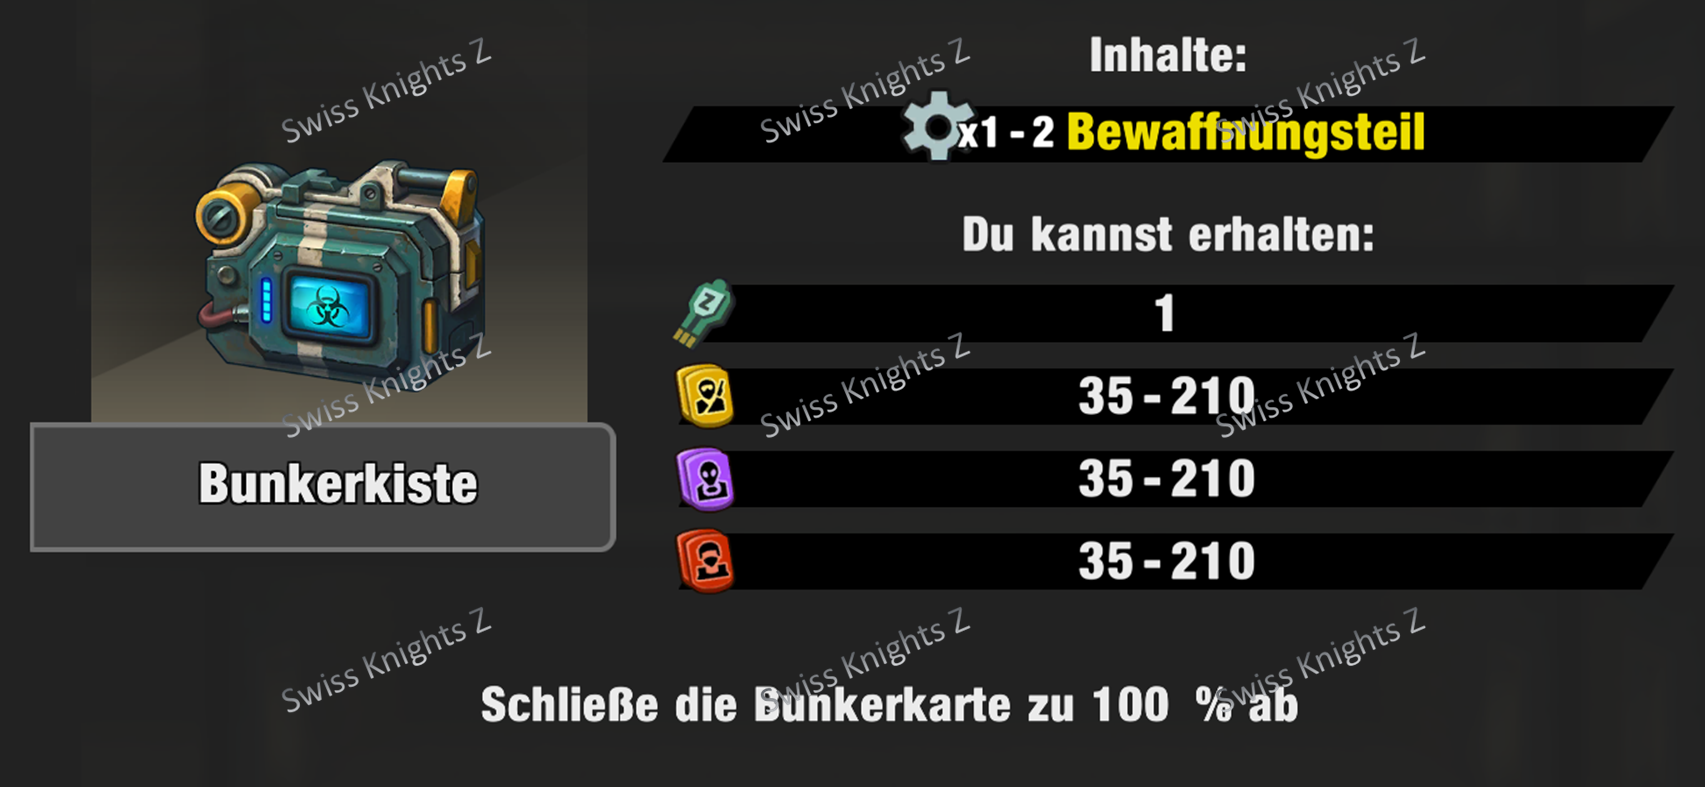 Inhalte:
x1 - 2 Bewaffnungsteil
Du kannst erhalten:
Z
1
35 - 210
35 - 210
35 - 210
Bunkerkiste
Schließe die Bunkerkarte zu 100 % ab
Swiss Knights Z
Swiss Knights Z
Swiss Knights Z
Swiss Knights Z
Swiss Knights Z
Swiss Knights Z
Swiss Knights Z
Swiss Knights Z
Swiss Knights Z